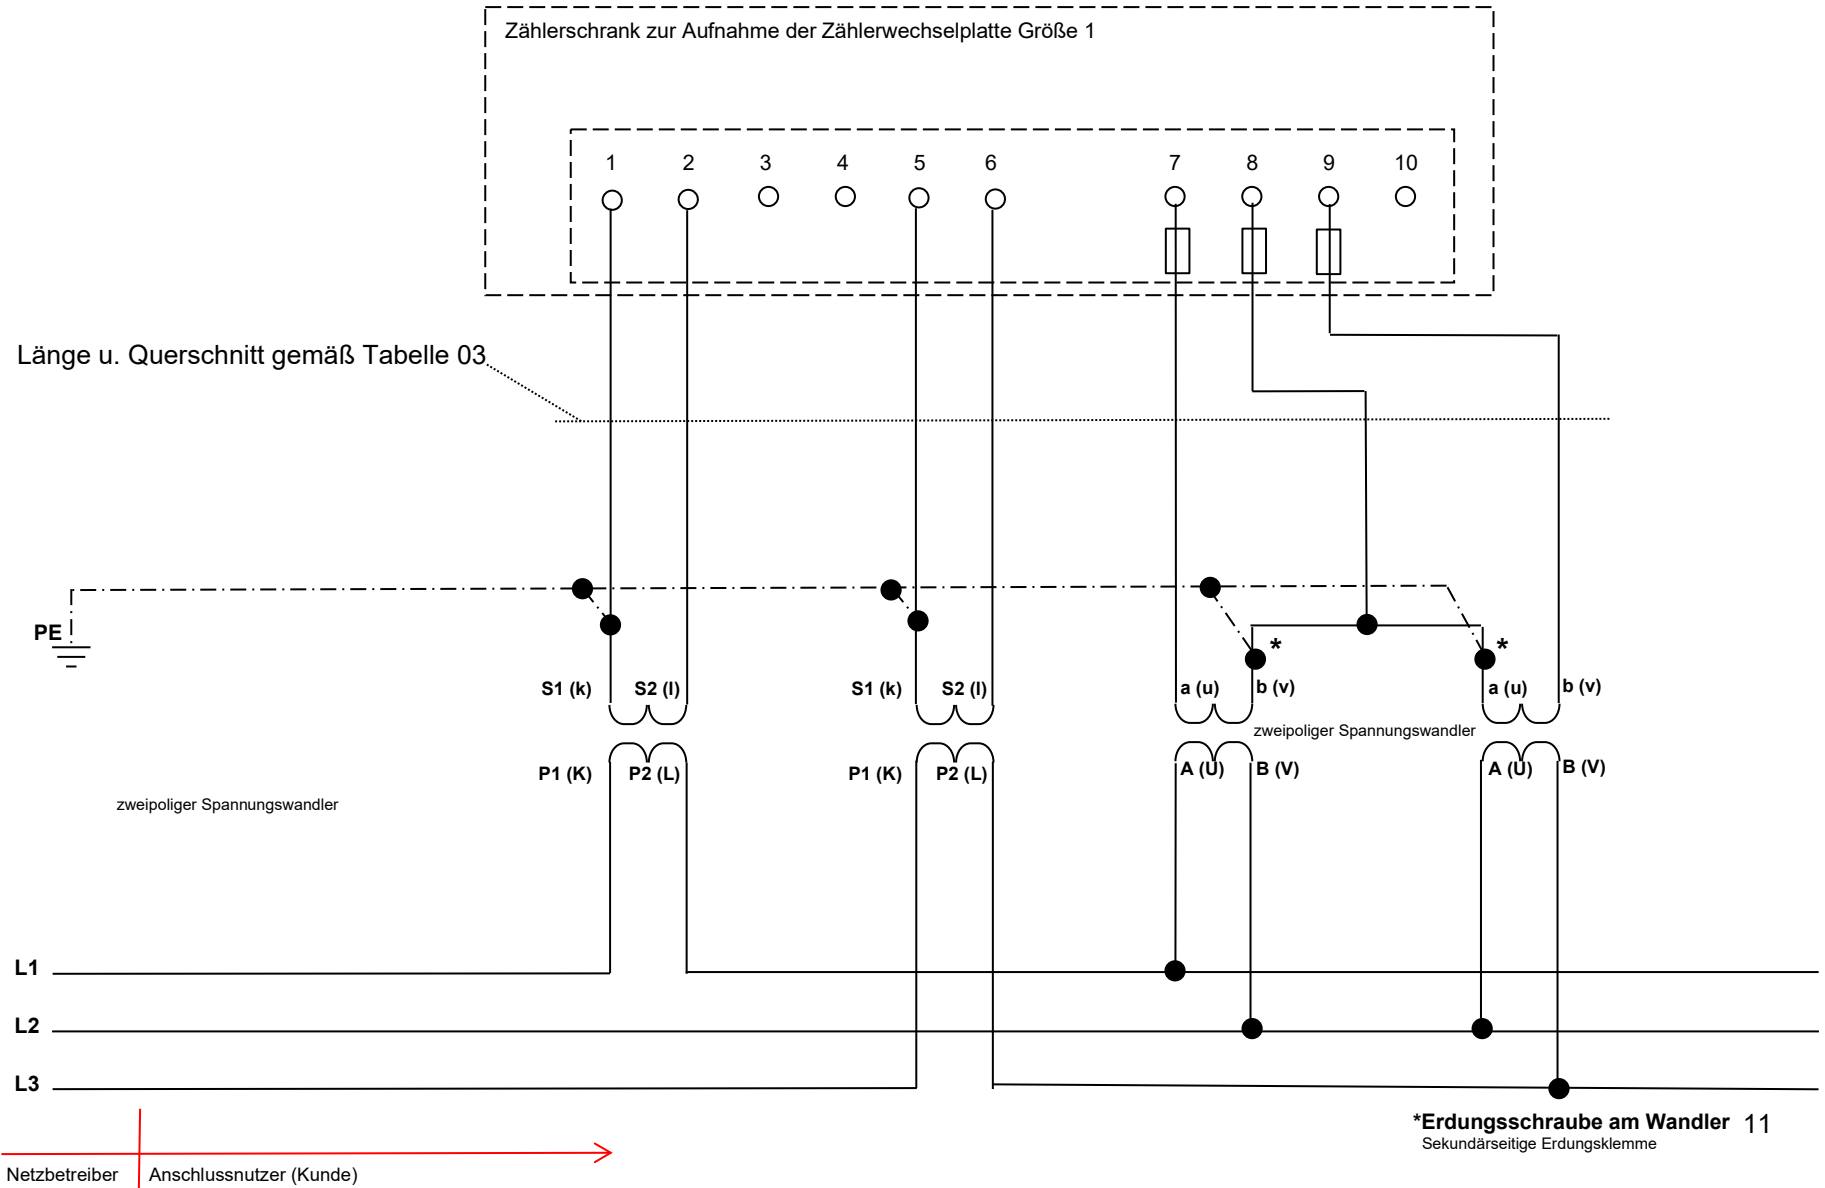 Zählerschrank zur Aufnahme der Zählerwechselplatte Größe 1
1 2 3 4 5 6 7 8 9 10
Länge u. Querschnitt gemäß Tabelle 03
PE
* *
S1 (k) S2 (l) S1 (k) S2 (l) a (u) b (v) a (u) b (v)
zweipoliger Spannungswandler
P1 (K) P2 (L) P1 (K) P2 (L) A (U) B (V) A (U) B (V)
zweipoliger Spannungswandler
L1
L2
L3
*Erdungsschraube am Wandler 11
Sekundärseitige Erdungsklemme
Netzbetreiber Anschlussnutzer (Kunde)